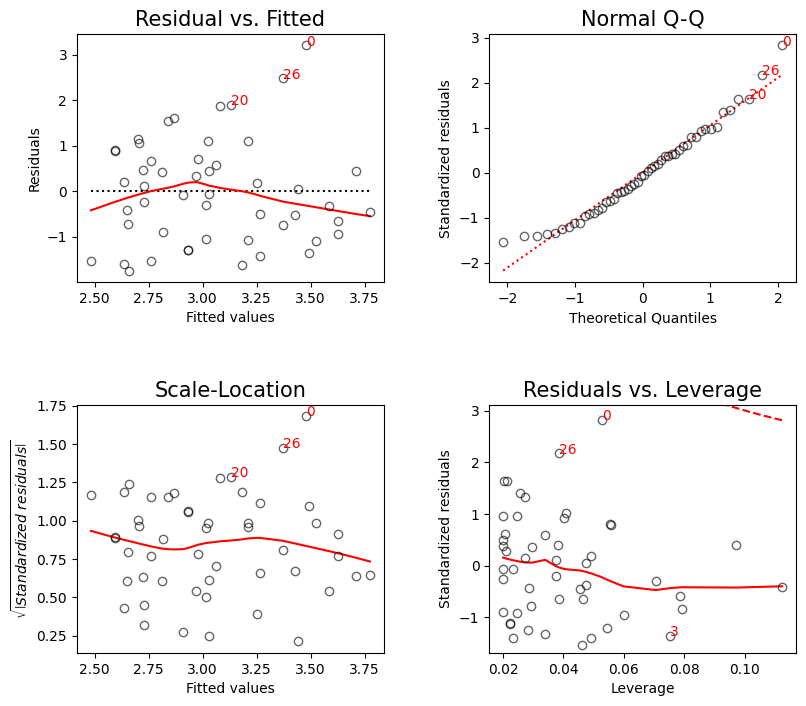 Residual vs. Fitted
Residuals
3
2
1
0
−1
0
26
20
2.50 2.75 3.00 3.25 3.50 3.75
Fitted values
Normal Q-Q
Standardized residuals
3
2
1
0
−1
−2
0
26
20
−2 −1 0 1 2
Theoretical Quantiles
Scale-Location
√|Standardized residuals|
1.75
1.50
1.25
1.00
0.75
0.50
0.25
0
26
20
2.50 2.75 3.00 3.25 3.50 3.75
Fitted values
Residuals vs. Leverage
Standardized residuals
3
2
1
0
−1
0
26
3
0.02 0.04 0.06 0.08 0.10
Leverage